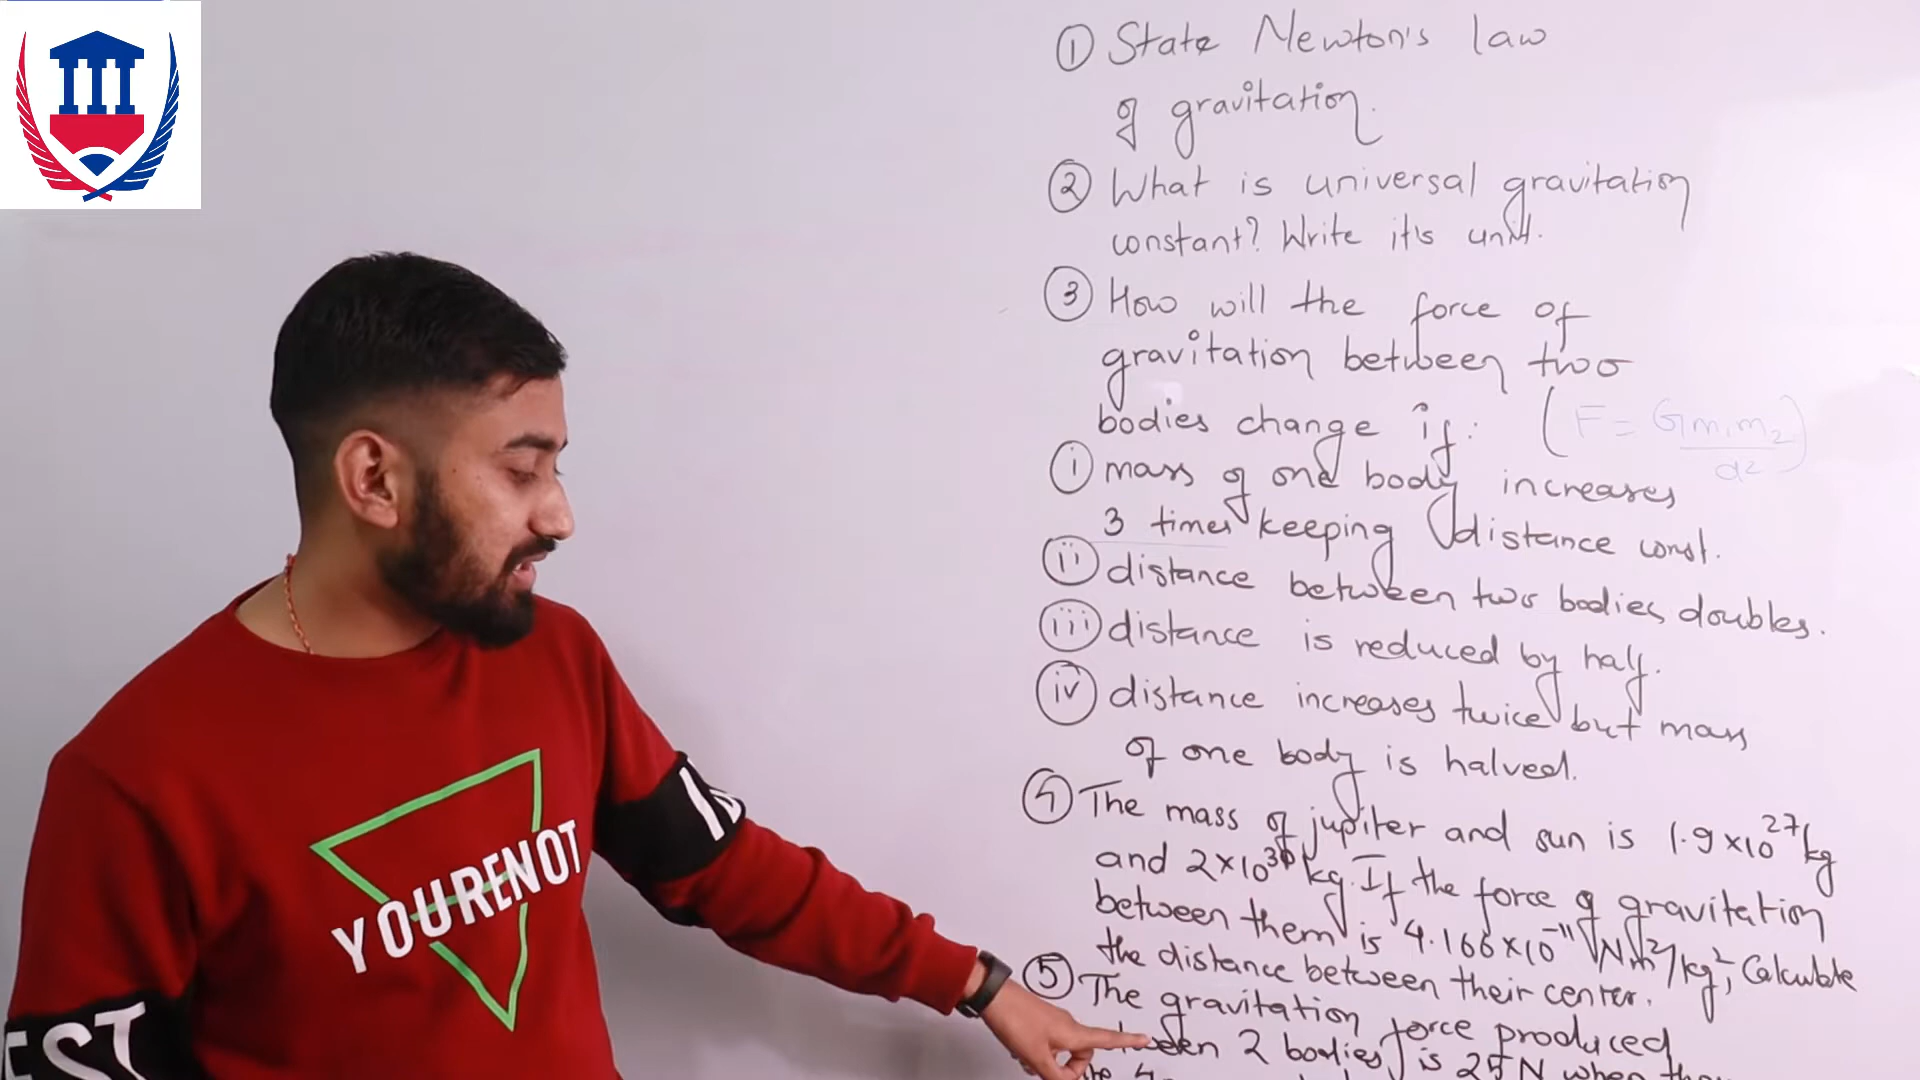 ① State Newton's law
of gravitation.
② What is universal gravitation
constant? Write it's unit.
③ How will the force of
gravitation between two
bodies change if: (F = Gm₁m₂/d²)
ⓘ mass of one body increases
3 times keeping distance const.
ii distance between two bodies doubles.
iii distance is reduced by half.
iv distance increases twice but mass
of one body is halved.
④ The mass of jupiter and sun is 1.9×10²⁷kg
and 2×10³⁰ kg. If the force of gravitation
between them is 4.166×10⁻¹¹ Nm²/kg², Calculate
the distance between their center.
⑤ The gravitation force produced
between 2 bodies is 25 N when
YOURENOT
EST